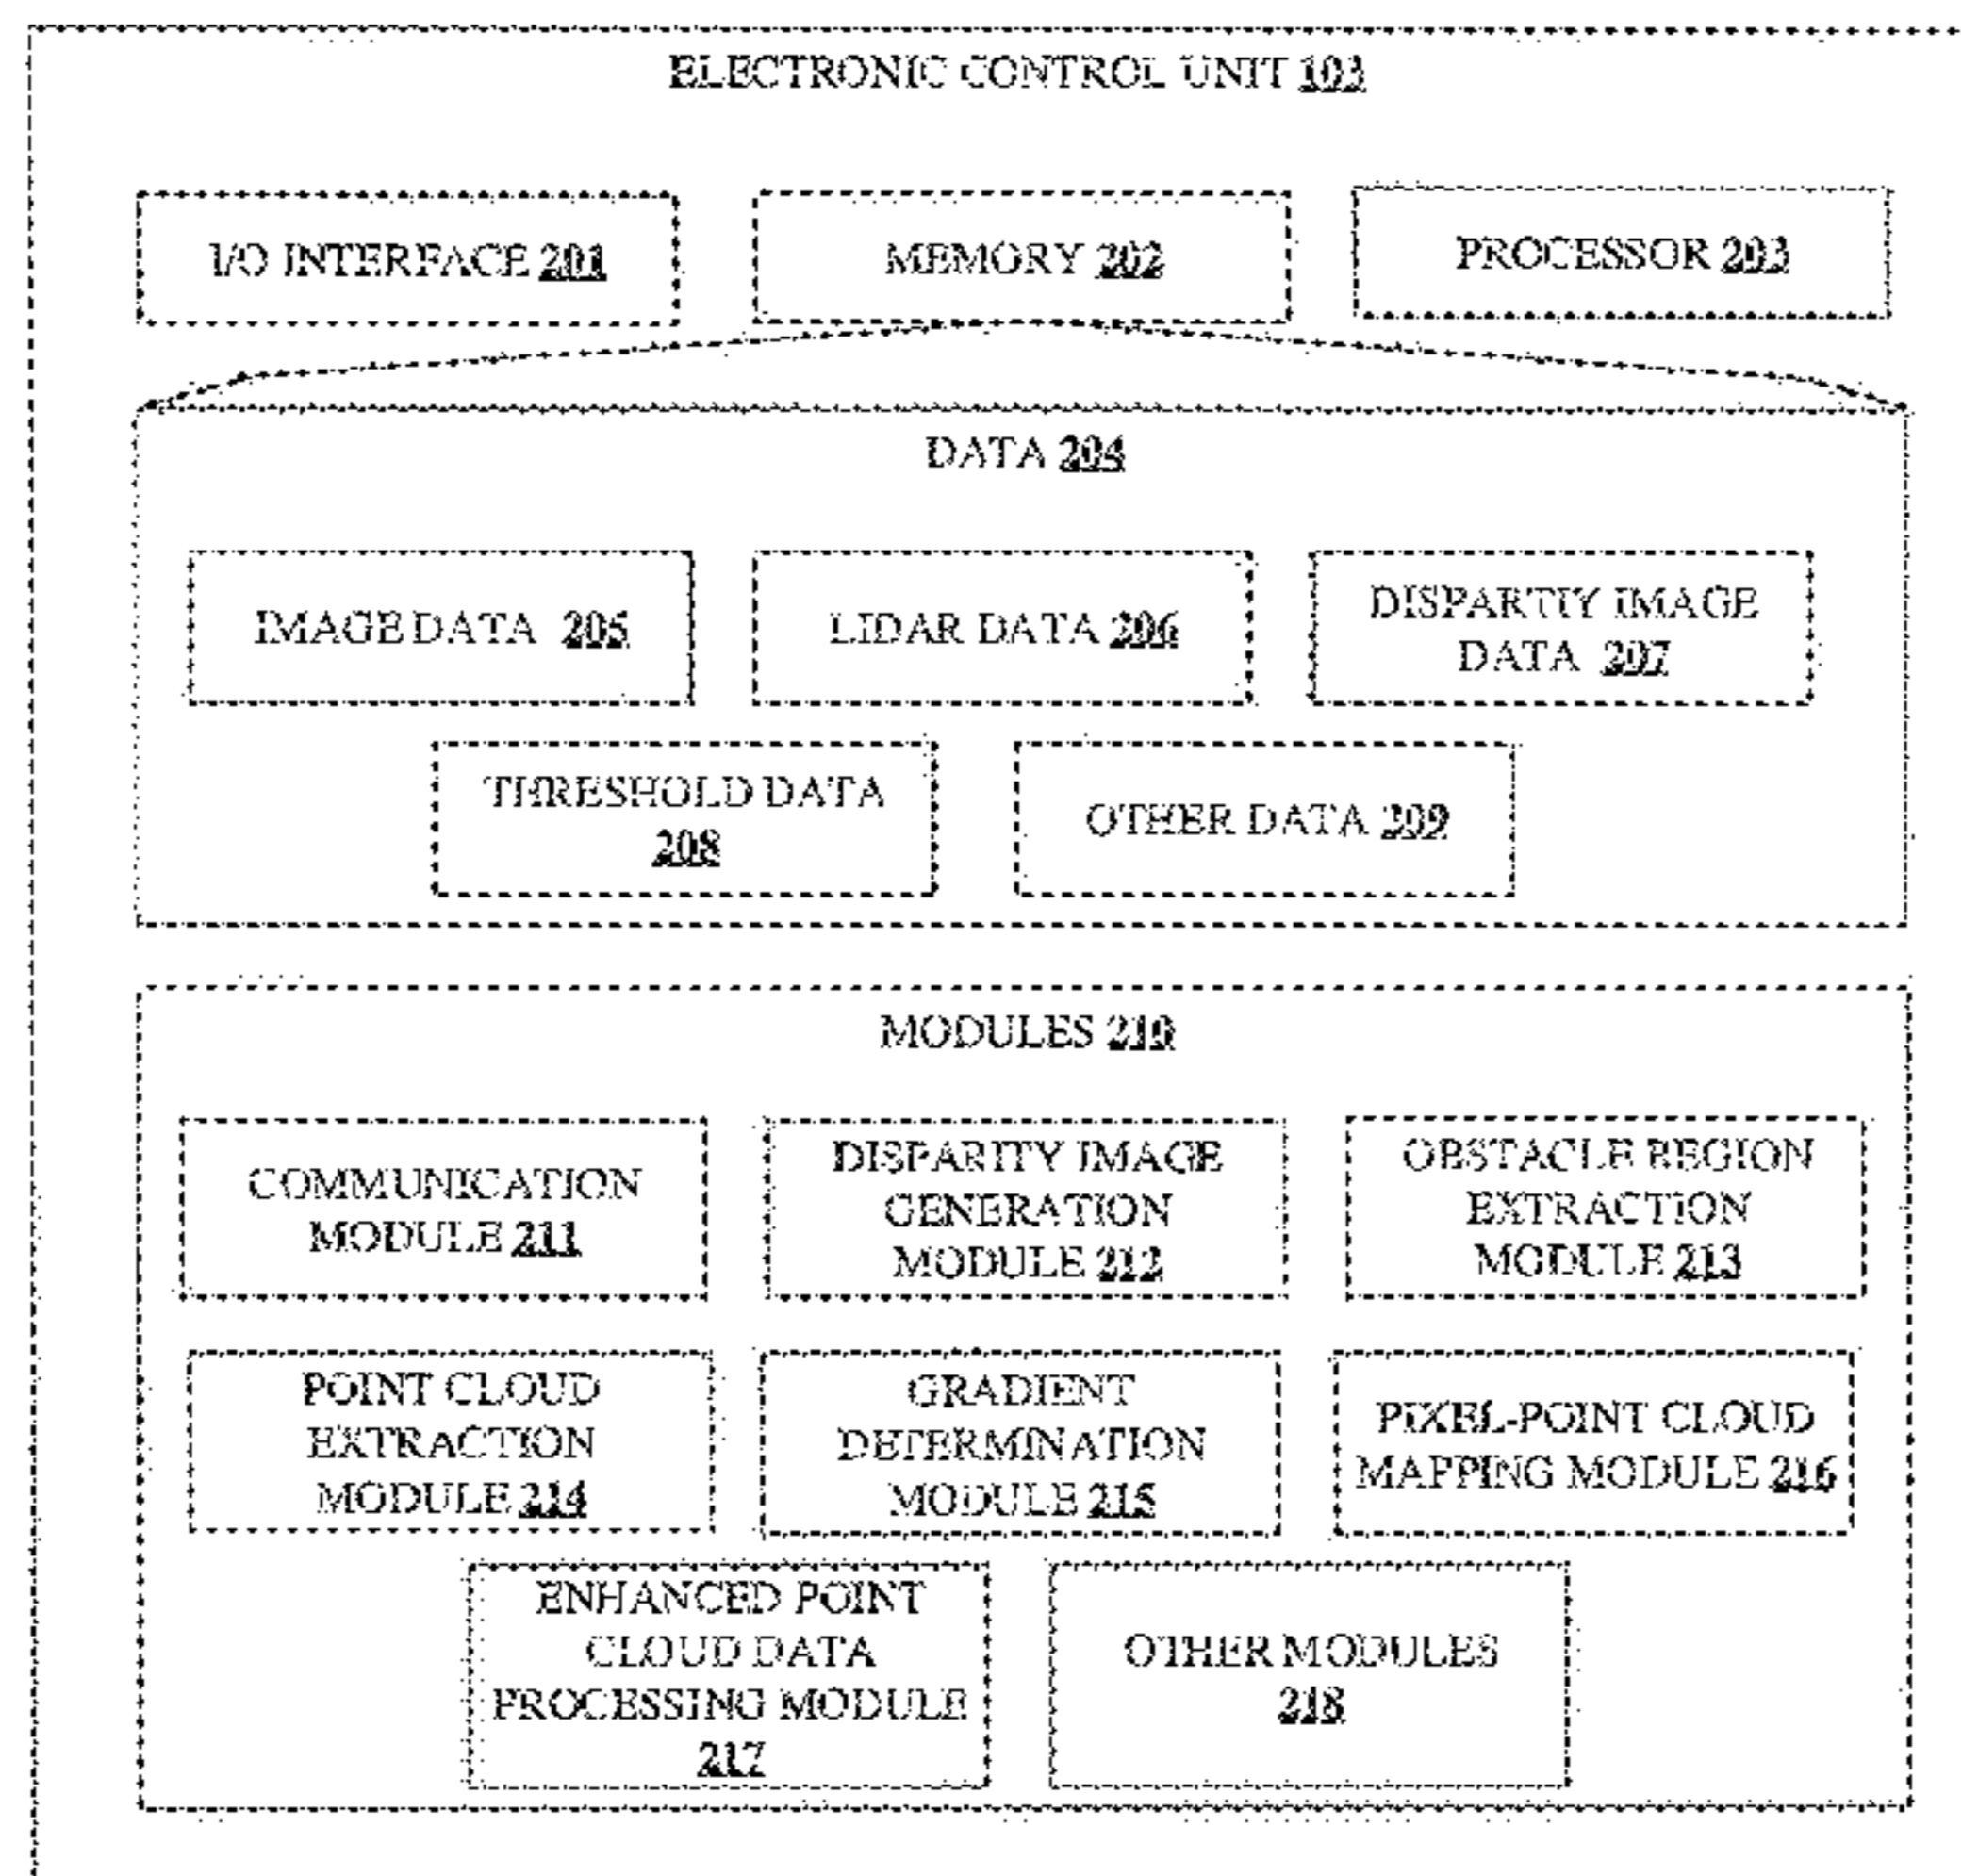 ELECTRONIC CONTROL UNIT 103
I/O INTERFACE 201
MEMORY 202
PROCESSOR 203
DATA 204
IMAGE DATA 205
LIDAR DATA 206
DISPARTIY IMAGE
DATA 207
THRESHOLD DATA
208
OTHER DATA 209
MODULES 210
COMMUNICATION
MODULE 211
DISPARITY IMAGE
GENERATION
MODULE 212
OBSTACLE REGION
EXTRACTION
MODULE 213
POINT CLOUD
EXTRACTION
MODULE 214
GRADIENT
DETERMINATION
MODULE 215
PIXEL-POINT CLOUD
MAPPING MODULE 216
ENHANCED POINT
CLOUD DATA
PROCESSING MODULE
217
OTHER MODULES
218